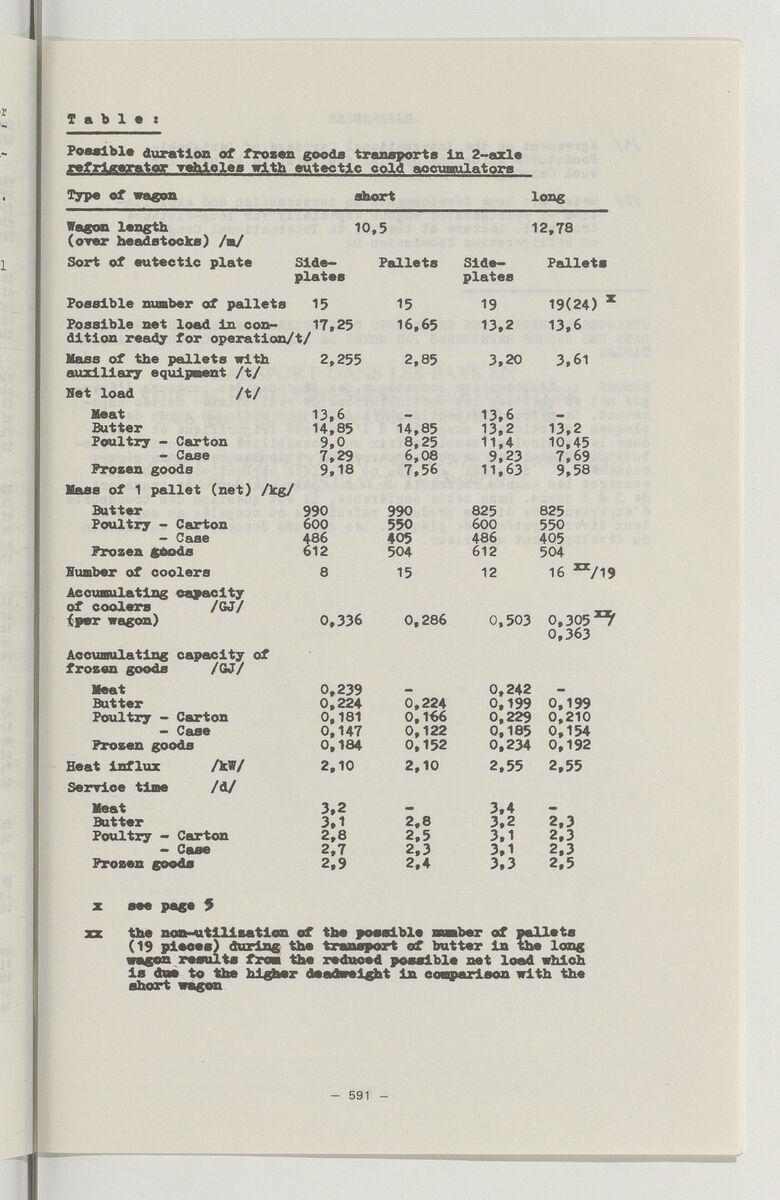 Table:
Possible duration of frozen goods transports in 2-axle
refrigerator vehicles with eutectic cold accumulators
Type of wagon short long
Wagon length 10,5 12,78
(over headstocks) /m/
Sort of eutectic plate Side- Pallets Side- Pallets
plates plates
Possible number of pallets 15 15 19 19(24) x
Possible net load in con- 17,25 16,65 13,2 13,6
dition ready for operation/t/
Mass of the pallets with 2,255 2,85 3,20 3,61
auxiliary equipment /t/
Net load /t/
Meat 13,6 - 13,6 -
Butter 14,85 14,85 13,2 13,2
Poultry - Carton 9,0 8,25 11,4 10,45
- Case 7,29 6,08 9,23 7,69
Frozen goods 9,18 7,56 11,63 9,58
Mass of 1 pallet (net) /kg/
Butter 990 990 825 825
Poultry - Carton 600 550 600 550
- Case 486 405 486 405
Frozen goods 612 504 612 504
Number of coolers 8 15 12 16 xx/19
Accumulating capacity
of coolers /GJ/
(per wagon) 0,336 0,286 0,503 0,305 xx/
0,363
Accumulating capacity of
frozen goods /GJ/
Meat 0,239 - 0,242 -
Butter 0,224 0,224 0,199 0,199
Poultry - Carton 0,181 0,166 0,229 0,210
- Case 0,147 0,122 0,185 0,154
Frozen goods 0,184 0,152 0,234 0,192
Heat influx /kW/ 2,10 2,10 2,55 2,55
Service time /d/
Meat 3,2 - 3,4 -
Butter 3,1 2,8 3,2 2,3
Poultry - Carton 2,8 2,5 3,1 2,3
- Case 2,7 2,3 3,1 2,3
Frozen goods 2,9 2,4 3,3 2,5
x see page 5
xx the non-utilisation of the possible number of pallets
(19 pieces) during the transport of butter in the long
wagon results from the reduced possible net load which
is due to the higher deadweight in comparison with the
short wagon
- 591 -